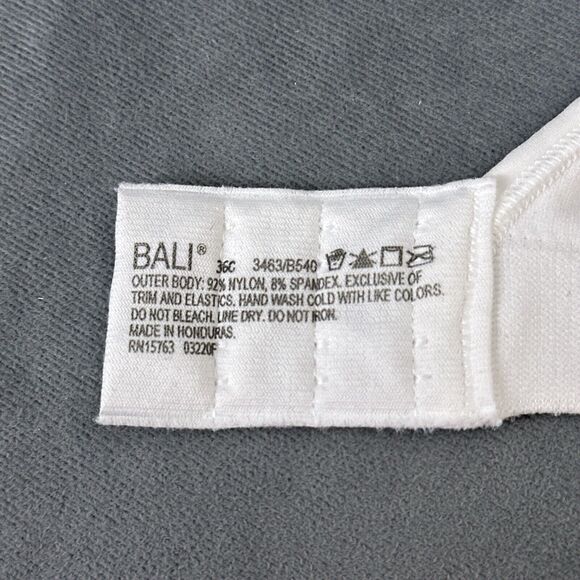 BALI® 36C 3463/B540
OUTER BODY: 92% NYLON, 8% SPANDEX. EXCLUSIVE OF
TRIM AND ELASTICS. HAND WASH COLD WITH LIKE COLORS.
DO NOT BLEACH. LINE DRY. DO NOT IRON.
MADE IN HONDURAS.
RN15763 03220F